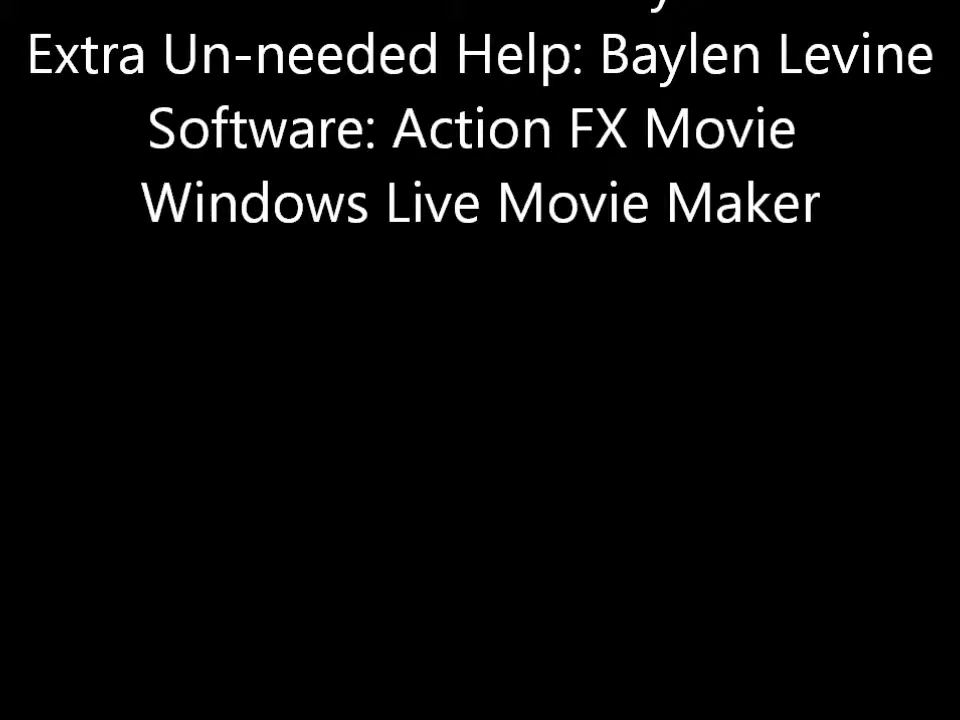 Extra Un-needed Help: Baylen Levine
Software: Action FX Movie
Windows Live Movie Maker